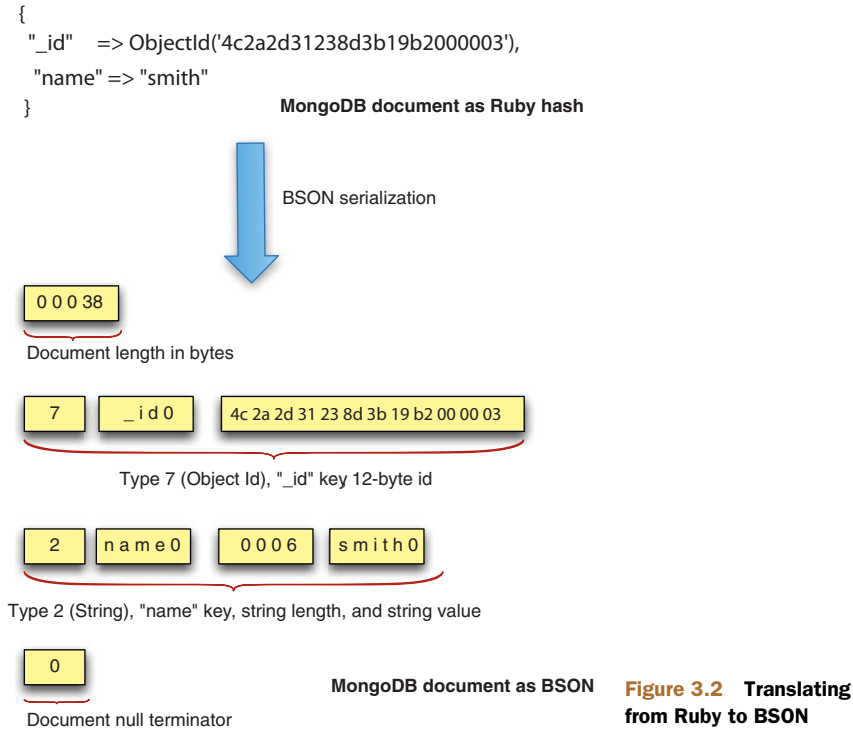 {
"_id" => ObjectId('4c2a2d31238d3b19b2000003'),
"name" => "smith"
}
MongoDB document as Ruby hash
BSON serialization
0 0 0 38
Document length in bytes
7 _ i d 0 4c 2a 2d 31 23 8d 3b 19 b2 00 00 03
Type 7 (Object Id), "_id" key 12-byte id
2 n a m e 0 0 0 0 6 s m i t h 0
Type 2 (String), "name" key, string length, and string value
0
Document null terminator
MongoDB document as BSON
Figure 3.2 Translating
from Ruby to BSON